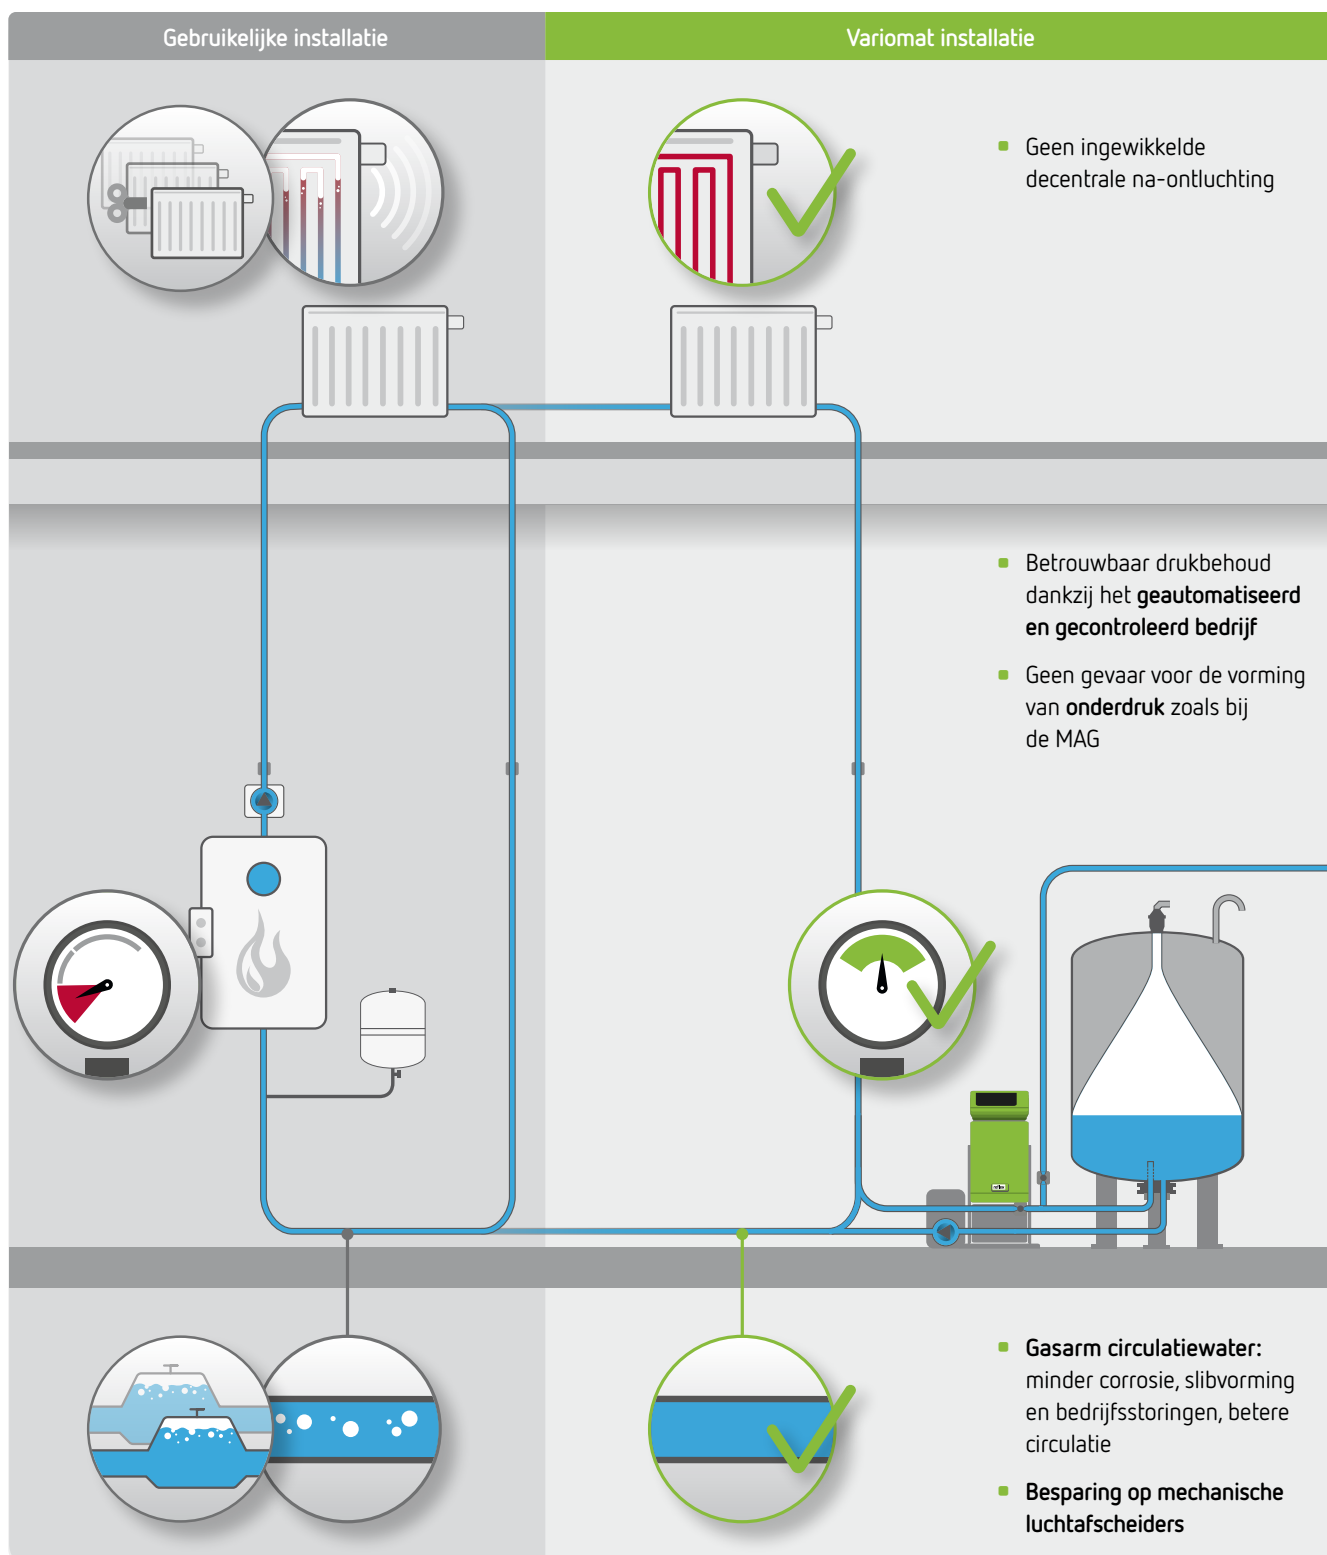 Gebruikelijke installatie
Variomat installatie
Geen ingewikkelde
decentrale na-ontluchting
Betrouwbaar drukbehoud
dankzij het geautomatiseerd
en gecontroleerd bedrijf
Geen gevaar voor de vorming
van onderdruk zoals bij
de MAG
Gasarm circulatiewater:
minder corrosie, slibvorming
en bedrijfsstoringen, betere
circulatie
Besparing op mechanische
luchtafscheiders